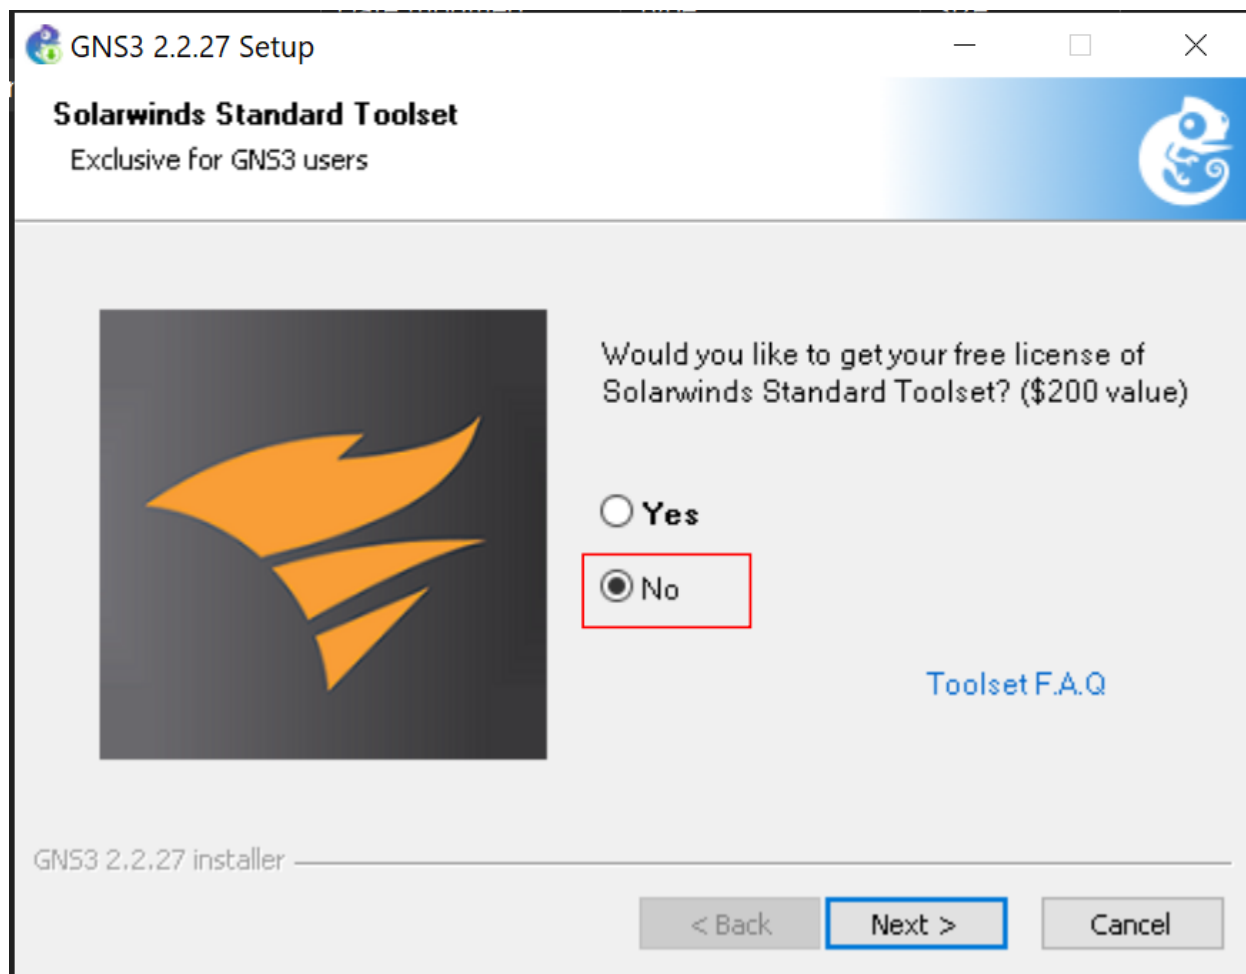 GNS3 2.2.27 Setup
Solarwinds Standard Toolset
Exclusive for GNS3 users
Would you like to get your free license of
Solarwinds Standard Toolset? ($200 value)
Yes
No
Toolset F.A.Q
GNS3 2.2.27 installer
< Back
Next >
Cancel